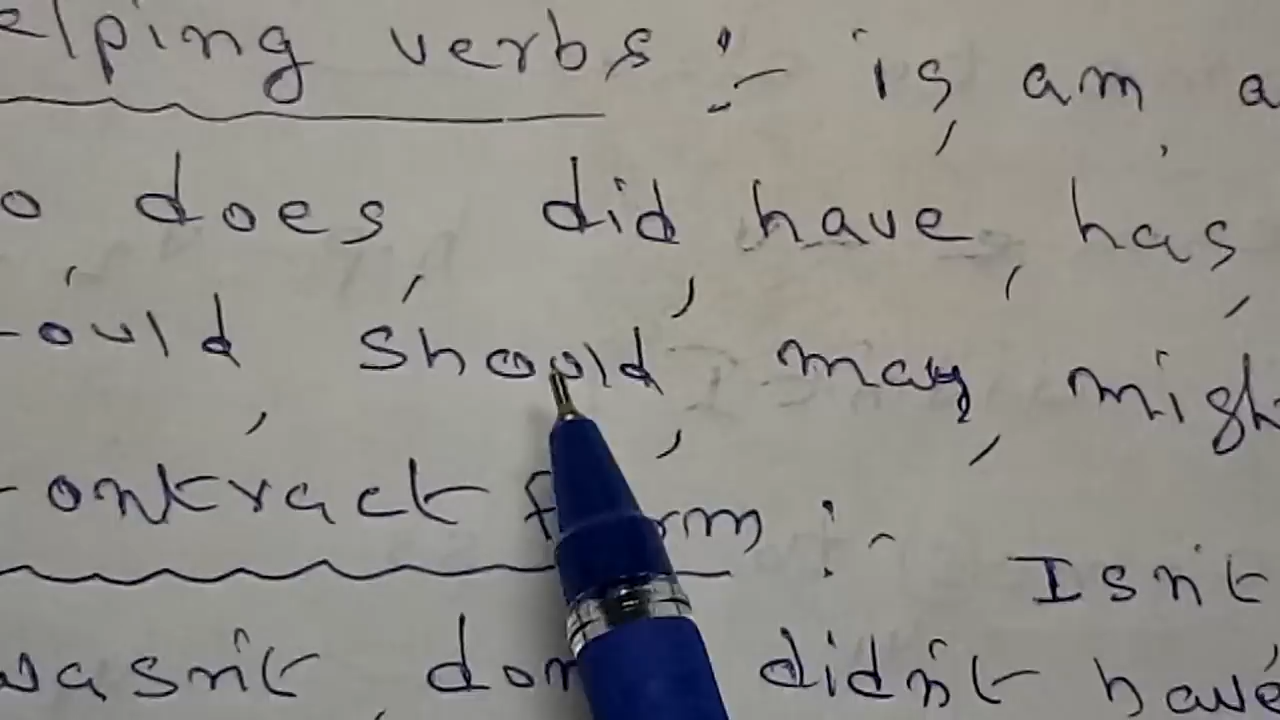 elping verbs :- is, am, a
o, does, did, have, has,
ould, should, may, migh
ontract form :- Isn't
wasn't, don didn't have